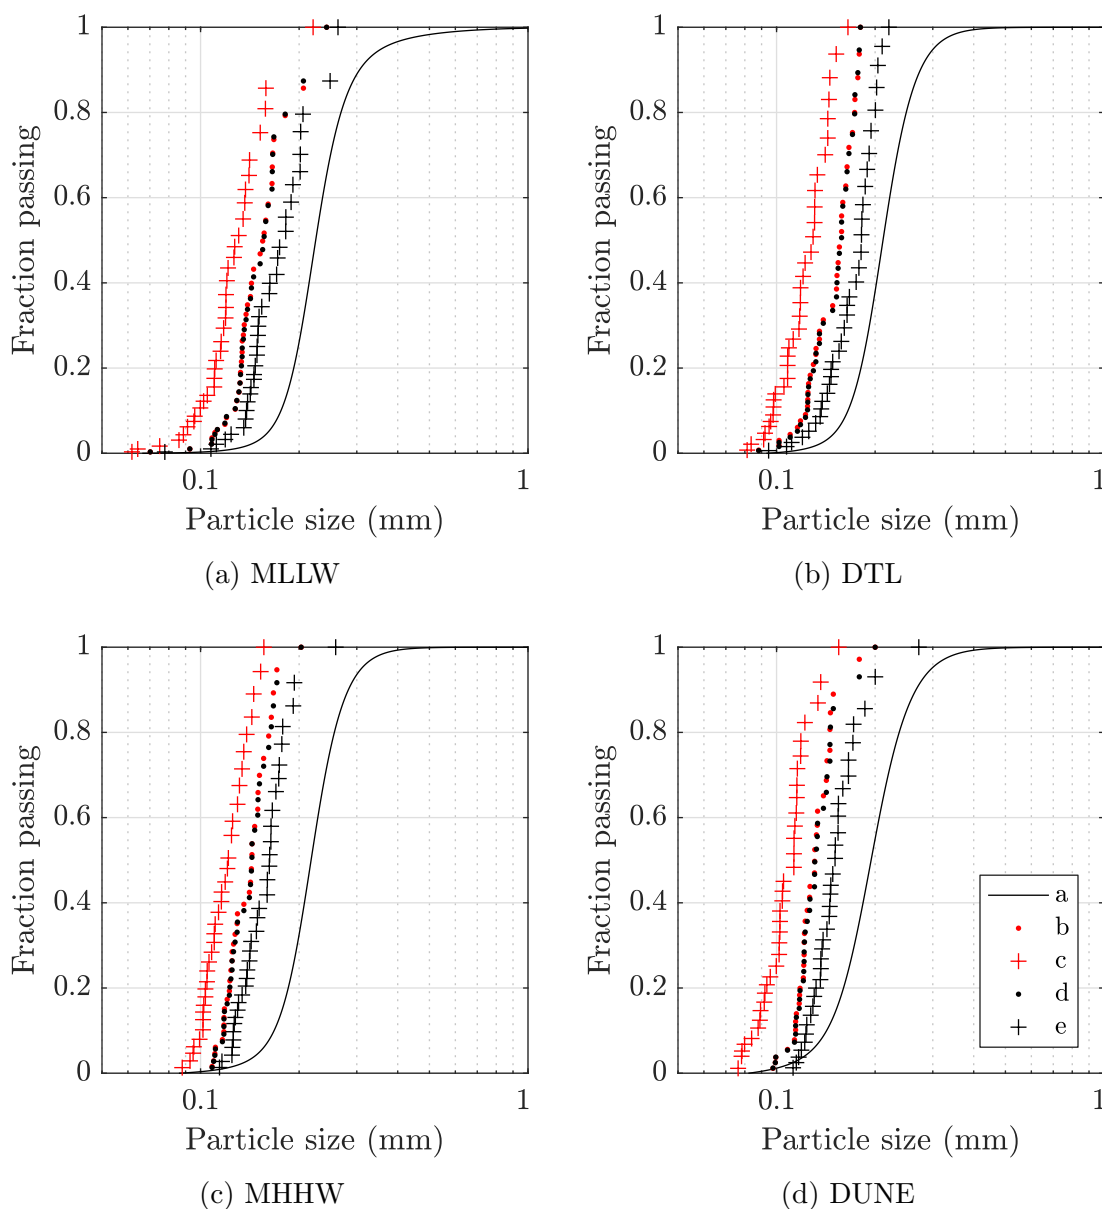 1
0.8
0.6
0.4
0.2
0
Fraction passing
0.1
1
Particle size (mm)
(a) MLLW
1
0.8
0.6
0.4
0.2
0
Fraction passing
0.1
1
Particle size (mm)
(b) DTL
1
0.8
0.6
0.4
0.2
0
Fraction passing
0.1
1
Particle size (mm)
(c) MHHW
1
0.8
0.6
0.4
0.2
0
Fraction passing
a
b
c
d
e
0.1
1
Particle size (mm)
(d) DUNE